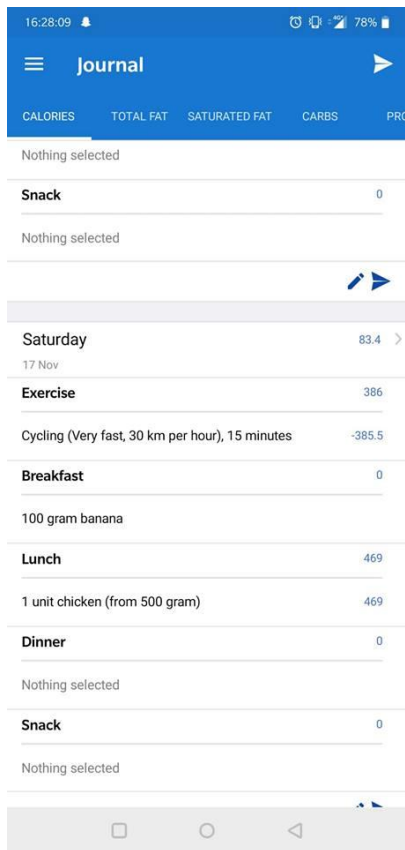 16:28:09
4G+
78%
Journal
CALORIES TOTAL FAT SATURATED FAT CARBS PRO
Nothing selected
Snack 0
Nothing selected
Saturday 83.4
17 Nov
Exercise 386
Cycling (Very fast, 30 km per hour), 15 minutes -385.5
Breakfast 0
100 gram banana
Lunch 469
1 unit chicken (from 500 gram) 469
Dinner 0
Nothing selected
Snack 0
Nothing selected